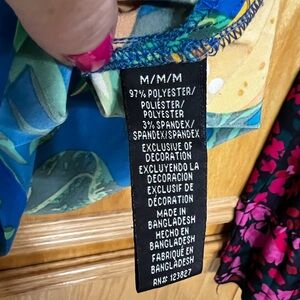 M/M/M
97% POLYESTER/
POLIÉSTER/
POLYESTER
3% SPANDEX/
SPANDEX/SPANDEX
EXCLUSIVE OF
DECORATION
EXCLUYENDO LA
DECORACION
EXCLUSIF DE
DÉCORATION
MADE IN
BANGLADESH
HECHO EN
BANGLADESH
FABRIQUÉ EN
BANGLADESH
RN# 123827